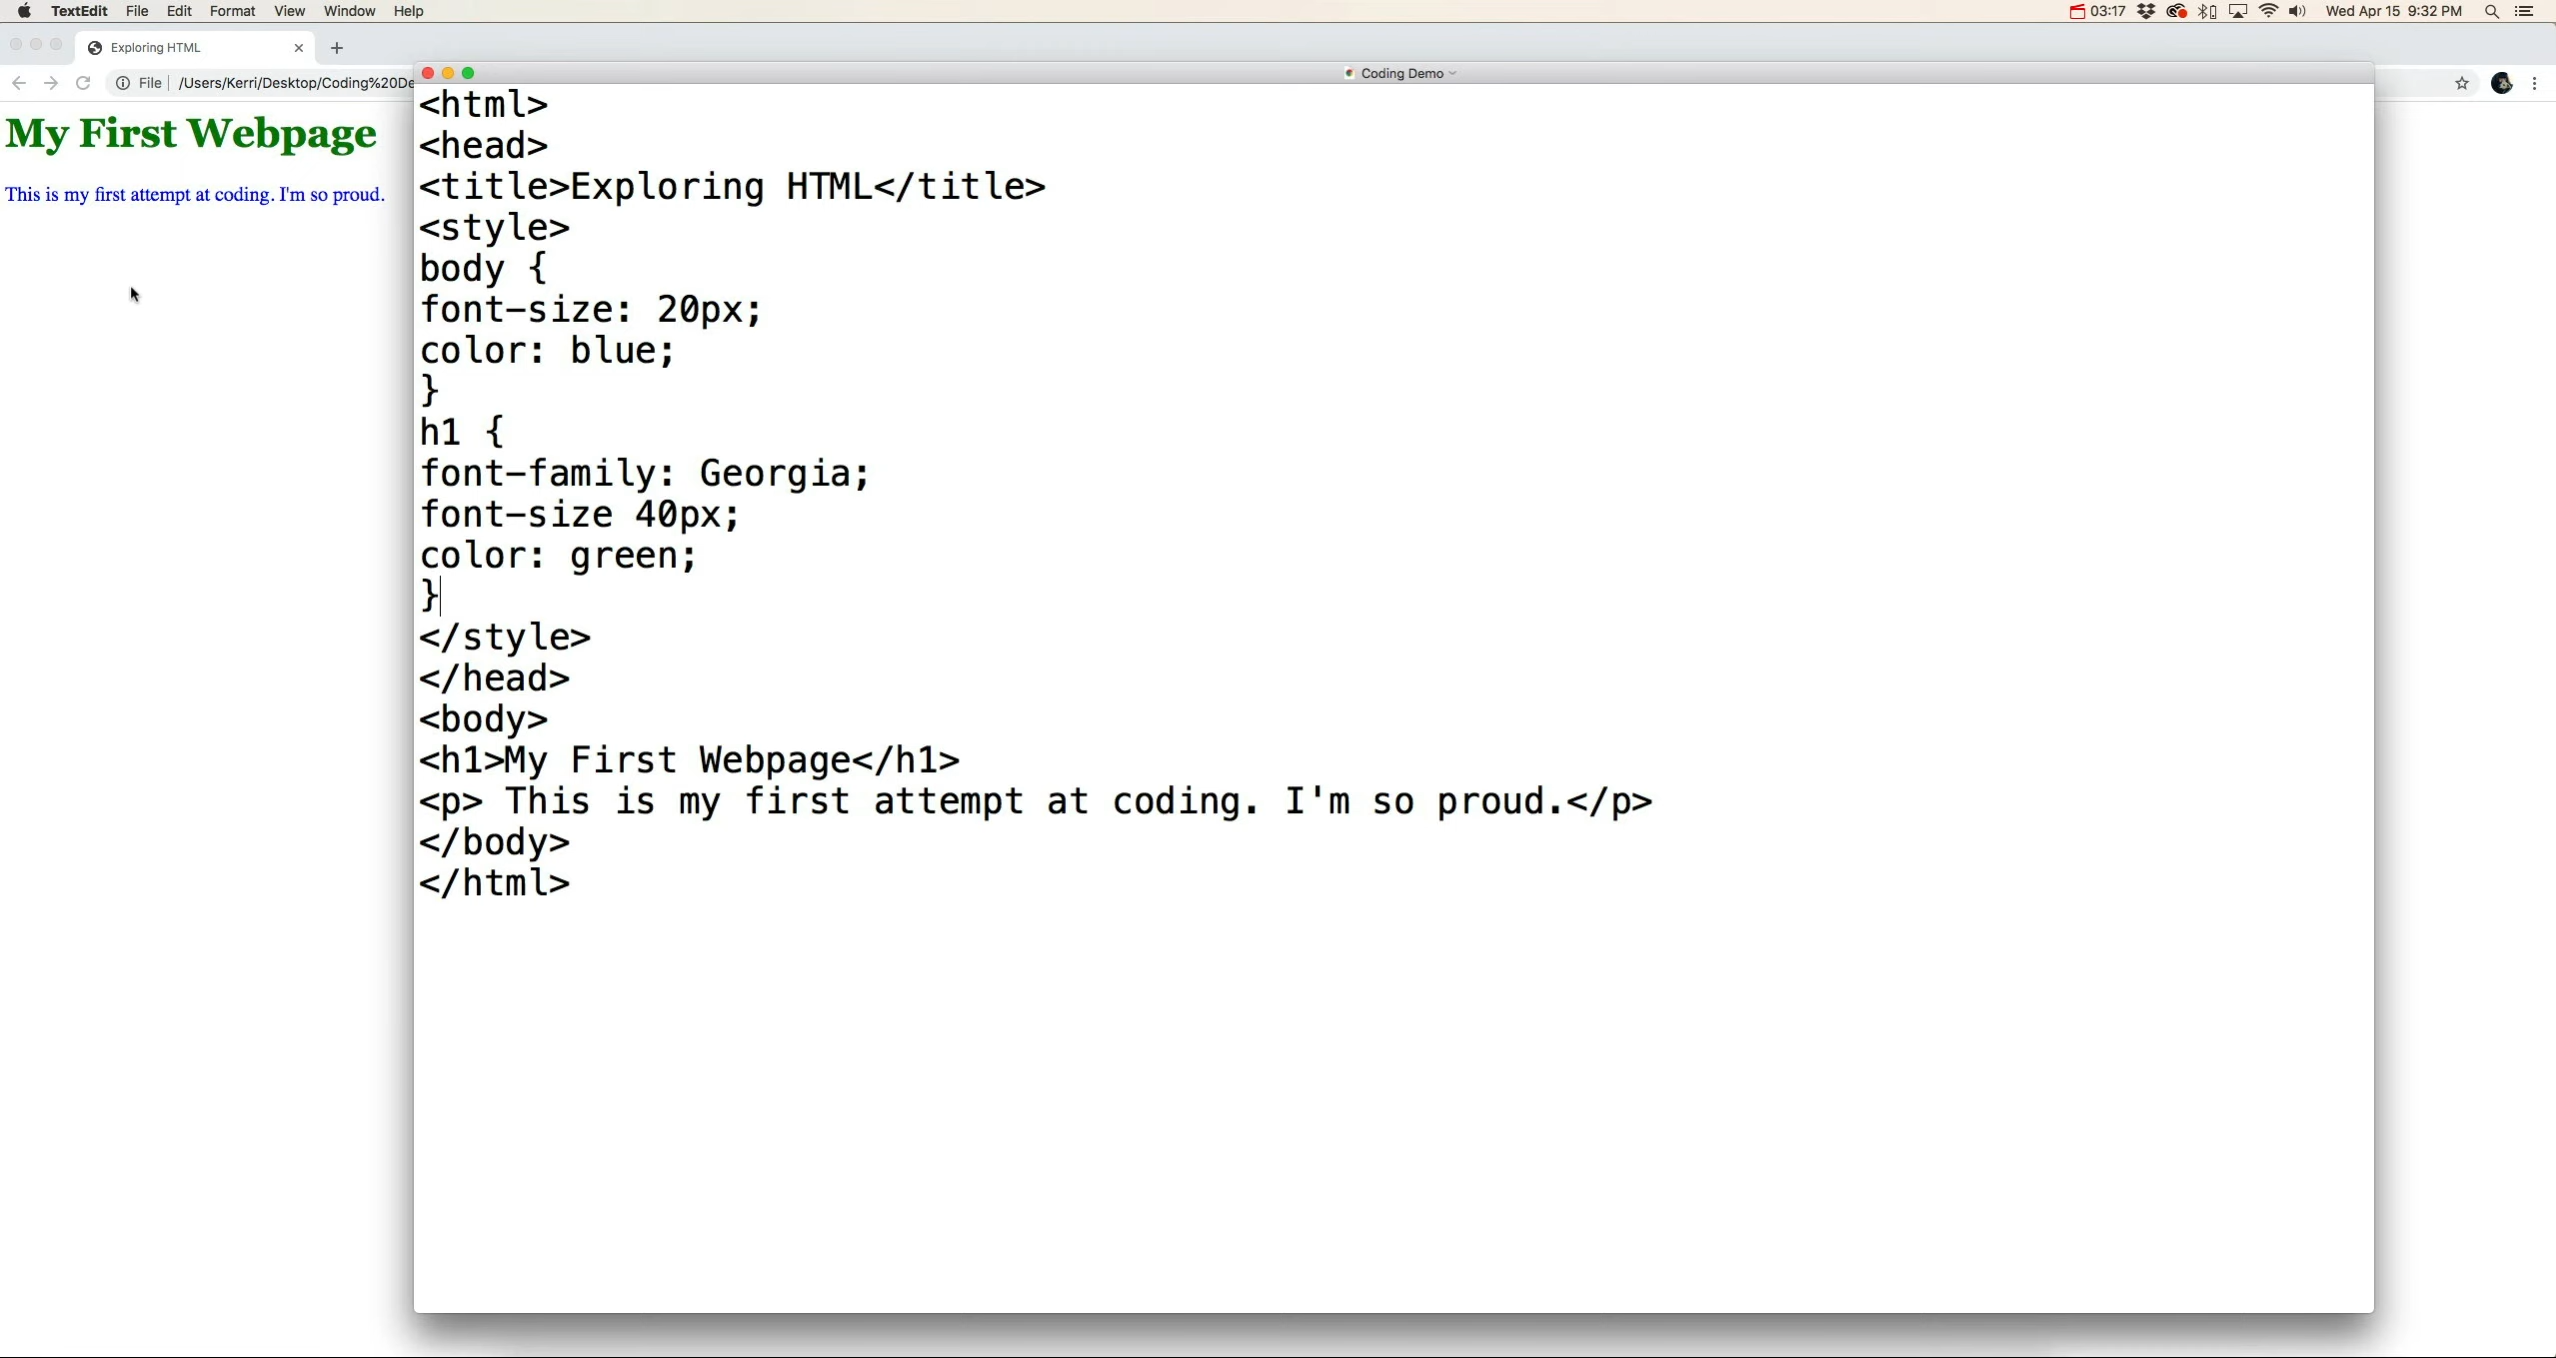 TextEdit File Edit Format View Window Help 03:17 Wed Apr 15 9:32 PM
Exploring HTML
File /Users/Kerri/Desktop/Coding%20De
Coding Demo
My First Webpage
This is my first attempt at coding. I'm so proud.
<html>
<head>
<title>Exploring HTML</title>
<style>
body {
font-size: 20px;
color: blue;
}
h1 {
font-family: Georgia;
font-size 40px;
color: green;
}
</style>
</head>
<body>
<h1>My First Webpage</h1>
<p> This is my first attempt at coding. I'm so proud.</p>
</body>
</html>